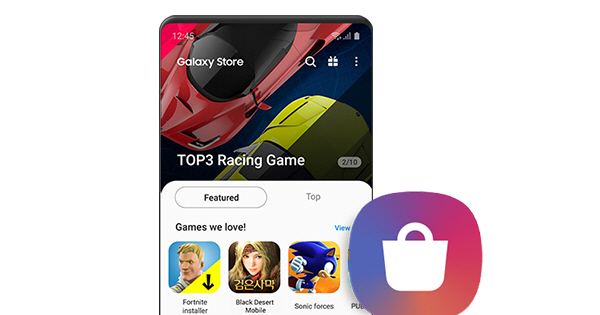 12:45
Galaxy Store
TOP3 Racing Game
2/10
Featured
Top
Games we love!
View
검은사막
Fortnite
installer
Black Desert
Mobile
Sonic forces
PU